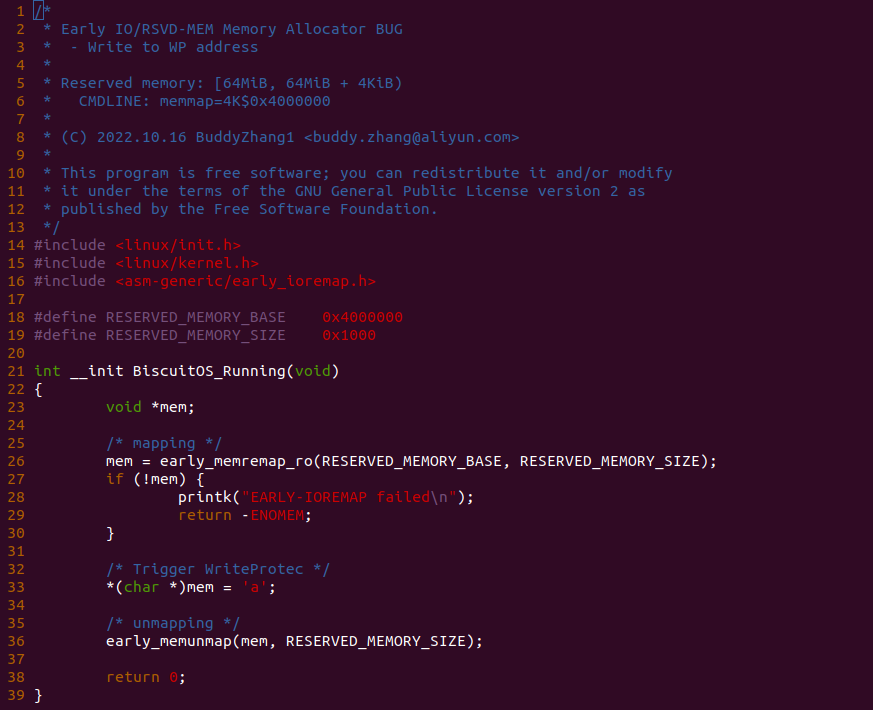 1 /*
2  * Early IO/RSVD-MEM Memory Allocator BUG
3  *  - Write to WP address
4  *
5  * Reserved memory: [64MiB, 64MiB + 4KiB)
6  *   CMDLINE: memmap=4K$0x4000000
7  *
8  * (C) 2022.10.16 BuddyZhang1 <buddy.zhang@aliyun.com>
9  *
10  * This program is free software; you can redistribute it and/or modify
11  * it under the terms of the GNU General Public License version 2 as
12  * published by the Free Software Foundation.
13  */
14 #include <linux/init.h>
15 #include <linux/kernel.h>
16 #include <asm-generic/early_ioremap.h>
17
18 #define RESERVED_MEMORY_BASE    0x4000000
19 #define RESERVED_MEMORY_SIZE    0x1000
20
21 int __init BiscuitOS_Running(void)
22 {
23         void *mem;
24
25         /* mapping */
26         mem = early_memremap_ro(RESERVED_MEMORY_BASE, RESERVED_MEMORY_SIZE);
27         if (!mem) {
28                 printk("EARLY-IOREMAP failed\n");
29                 return -ENOMEM;
30         }
31
32         /* Trigger WriteProtec */
33         *(char *)mem = 'a';
34
35         /* unmapping */
36         early_memunmap(mem, RESERVED_MEMORY_SIZE);
37
38         return 0;
39 }